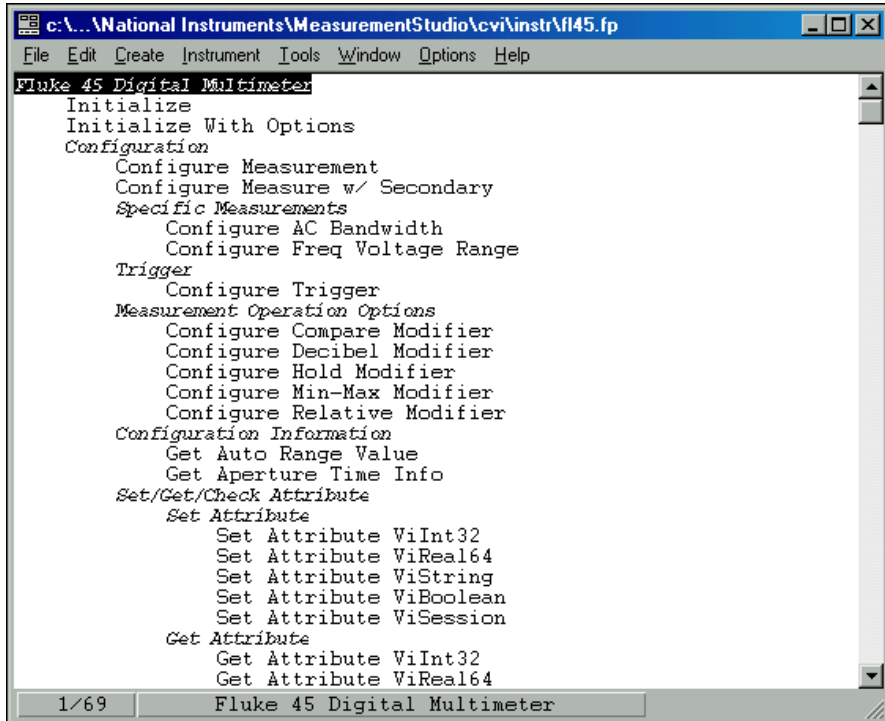 c:\...\National Instruments\MeasurementStudio\cvi\instr\fl45.fp
File Edit Create Instrument Tools Window Options Help
Fluke 45 Digital Multimeter
Initialize
Initialize With Options
Configuration
Configure Measurement
Configure Measure w/ Secondary
Specific Measurements
Configure AC Bandwidth
Configure Freq Voltage Range
Trigger
Configure Trigger
Measurement Operation Options
Configure Compare Modifier
Configure Decibel Modifier
Configure Hold Modifier
Configure Min-Max Modifier
Configure Relative Modifier
Configuration Information
Get Auto Range Value
Get Aperture Time Info
Set/Get/Check Attribute
Set Attribute
Set Attribute ViInt32
Set Attribute ViReal64
Set Attribute ViString
Set Attribute ViBoolean
Set Attribute ViSession
Get Attribute
Get Attribute ViInt32
Get Attribute ViReal64
1/69 Fluke 45 Digital Multimeter